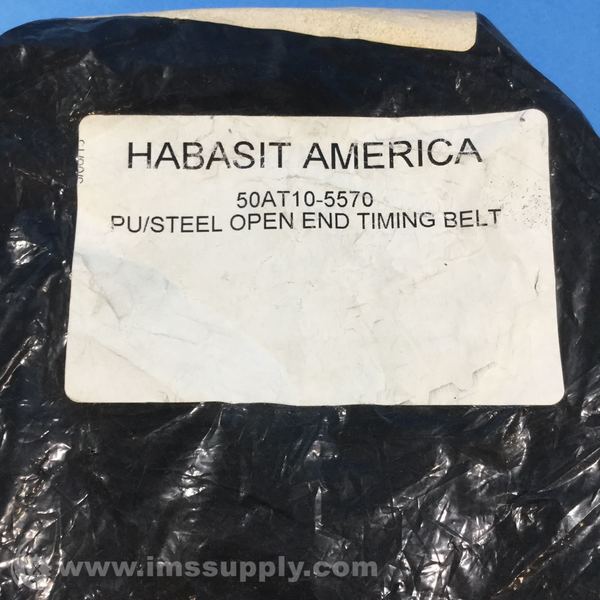 HABASIT AMERICA
50AT10-5570
PU/STEEL OPEN END TIMING BELT
www.imssupply.com